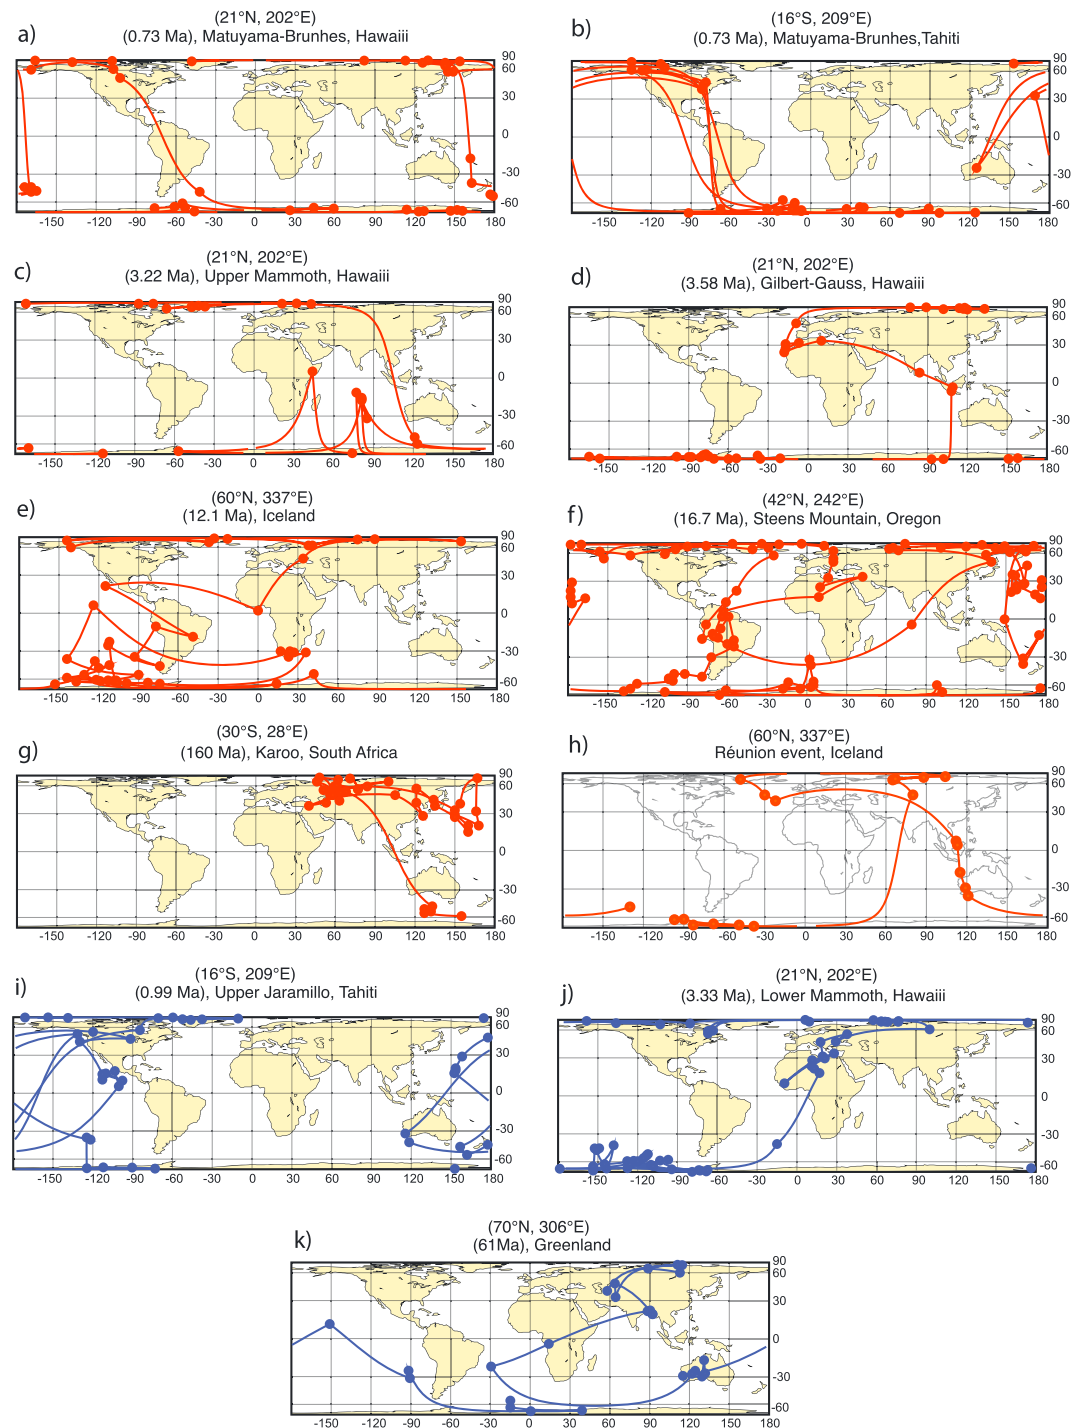 a)
(21°N, 202°E)
(0.73 Ma), Matuyama-Brunhes, Hawaiii
90
60
30
0
-30
-60
-150 -120 -90 -60 -30 0 30 60 90 120 150 180
b)
(16°S, 209°E)
(0.73 Ma), Matuyama-Brunhes,Tahiti
90
60
30
0
-30
-60
-150 -120 -90 -60 -30 0 30 60 90 120 150 180
c)
(21°N, 202°E)
(3.22 Ma), Upper Mammoth, Hawaiii
90
60
30
0
-30
-60
-150 -120 -90 -60 -30 0 30 60 90 120 150 180
d)
(21°N, 202°E)
(3.58 Ma), Gilbert-Gauss, Hawaiii
90
60
30
0
-30
-60
-150 -120 -90 -60 -30 0 30 60 90 120 150 180
e)
(60°N, 337°E)
(12.1 Ma), Iceland
90
60
30
0
-30
-60
-150 -120 -90 -60 -30 0 30 60 90 120 150 180
f)
(42°N, 242°E)
(16.7 Ma), Steens Mountain, Oregon
90
60
30
0
-30
-60
-150 -120 -90 -60 -30 0 30 60 90 120 150 180
g)
(30°S, 28°E)
(160 Ma), Karoo, South Africa
90
60
30
0
-30
-60
-150 -120 -90 -60 -30 0 30 60 90 120 150 180
h)
(60°N, 337°E)
Réunion event, Iceland
90
60
30
0
-30
-60
-150 -120 -90 -60 -30 0 30 60 90 120 150 180
i)
(16°S, 209°E)
(0.99 Ma), Upper Jaramillo, Tahiti
90
60
30
0
-30
-60
-150 -120 -90 -60 -30 0 30 60 90 120 150 180
j)
(21°N, 202°E)
(3.33 Ma), Lower Mammoth, Hawaiii
90
60
30
0
-30
-60
-150 -120 -90 -60 -30 0 30 60 90 120 150 180
k)
(70°N, 306°E)
(61Ma), Greenland
90
60
30
0
-30
-60
-150 -120 -90 -60 -30 0 30 60 90 120 150 180